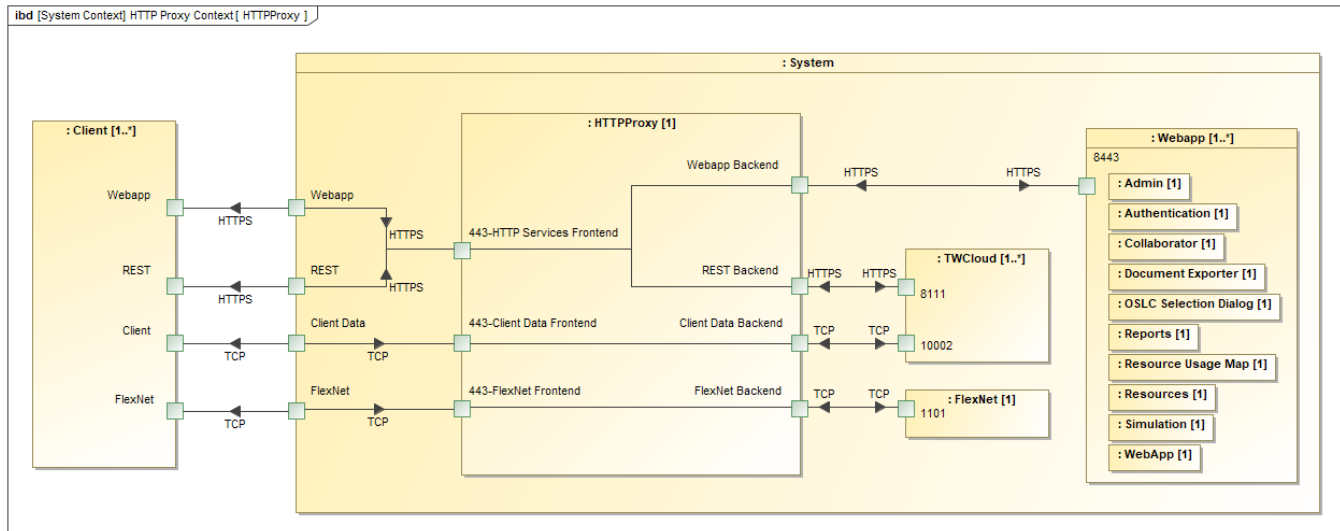 ibd [System Context] HTTP Proxy Context [ HTTPProxy ]
: System
: Client [1..*]
Webapp
REST
Client
FlexNet
HTTPS
HTTPS
TCP
TCP
Webapp
REST
Client Data
FlexNet
HTTPS
HTTPS
TCP
TCP
: HTTPProxy [1]
443-HTTP Services Frontend
443-Client Data Frontend
443-FlexNet Frontend
Webapp Backend
REST Backend
Client Data Backend
FlexNet Backend
HTTPS HTTPS
HTTPS HTTPS
TCP TCP
TCP TCP
: TWCloud [1..*]
8111
10002
: FlexNet [1]
1101
: Webapp [1..*]
8443
: Admin [1]
: Authentication [1]
: Collaborator [1]
: Document Exporter [1]
: OSLC Selection Dialog [1]
: Reports [1]
: Resource Usage Map [1]
: Resources [1]
: Simulation [1]
: WebApp [1]